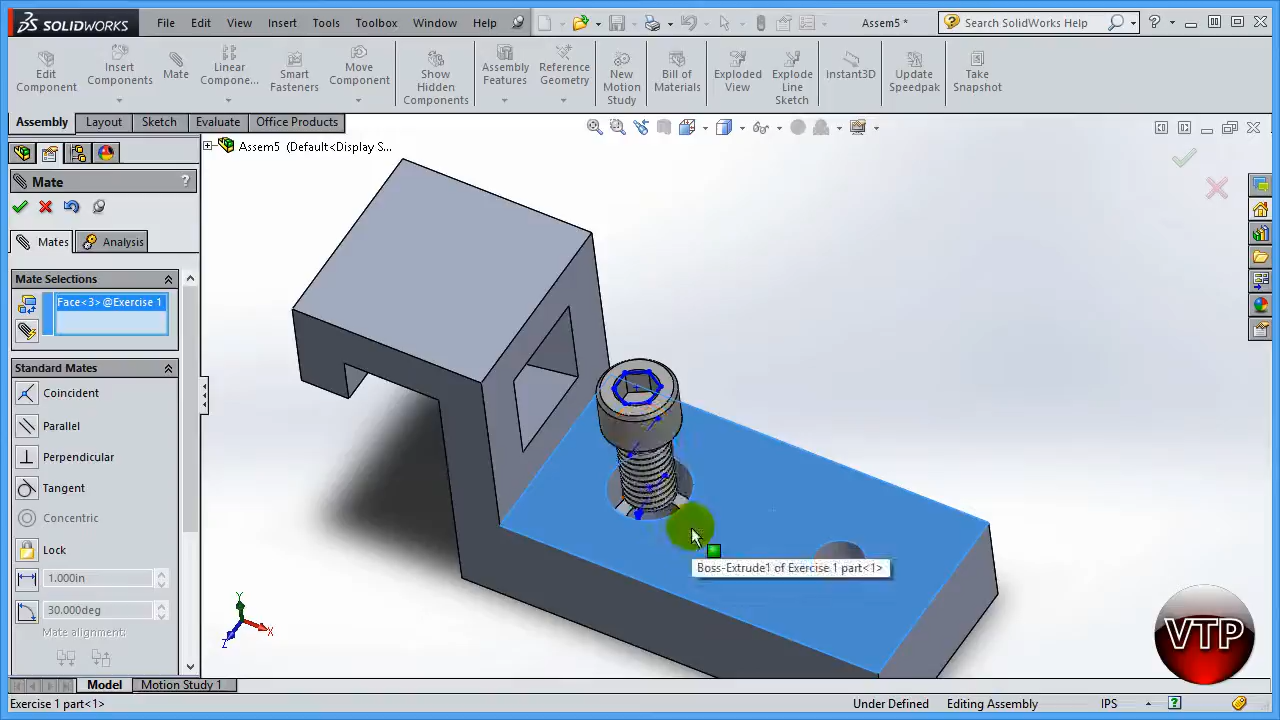 SOLIDWORKS File Edit View Insert Tools Toolbox Window Help Assem5 * Search SolidWorks Help
Edit Component
Insert Components
Mate
Linear Compone...
Smart Fasteners
Move Component
Show Hidden Components
Assembly Features
Reference Geometry
New Motion Study
Bill of Materials
Exploded View
Explode Line Sketch
Instant3D
Update Speedpak
Take Snapshot
Assembly Layout Sketch Evaluate Office Products
Assem5 (Default<Display S...
Mate ?
Mates Analysis
Mate Selections
Face<3>@Exercise 1
Standard Mates
Coincident
Parallel
Perpendicular
Tangent
Concentric
Lock
1.000in
30.000deg
Mate alignment:
Boss-Extrude1 of Exercise 1 part<1>
Y
X
Z
VTP
Model Motion Study 1
Exercise 1 part<1> Under Defined Editing Assembly IPS